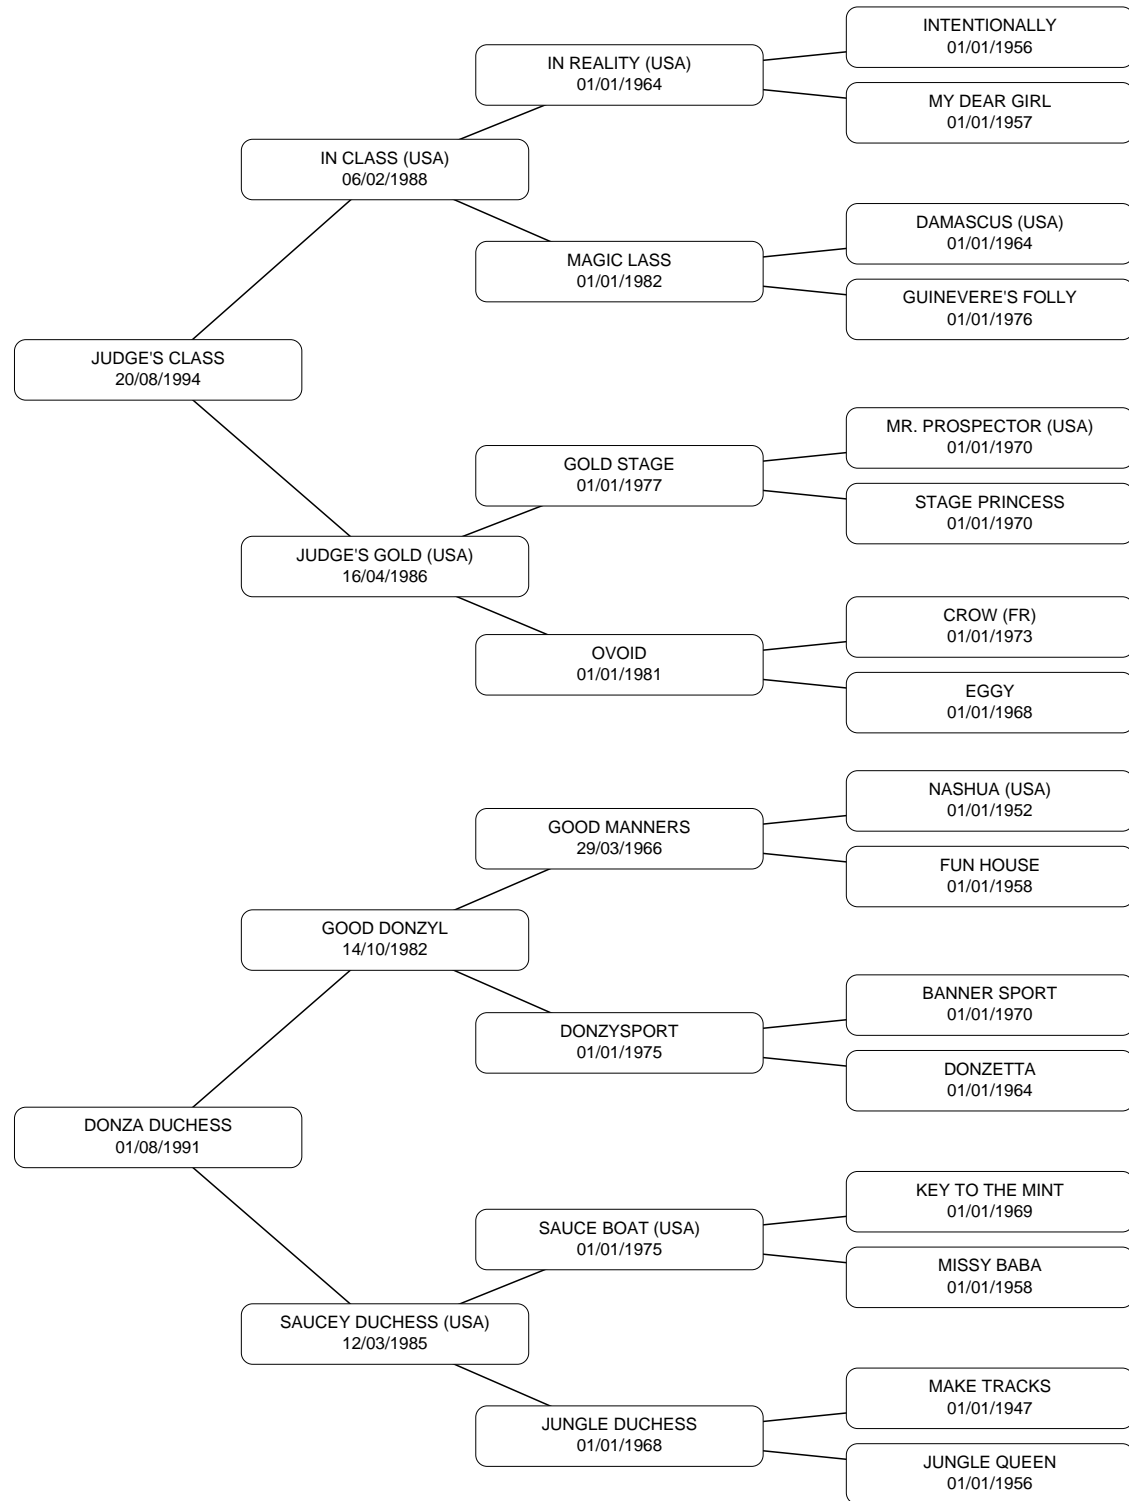 INTENTIONALLY
01/01/1956
IN REALITY (USA)
01/01/1964
MY DEAR GIRL
01/01/1957
IN CLASS (USA)
06/02/1988
DAMASCUS (USA)
01/01/1964
MAGIC LASS
01/01/1982
GUINEVERE'S FOLLY
01/01/1976
JUDGE'S CLASS
20/08/1994
MR. PROSPECTOR (USA)
01/01/1970
GOLD STAGE
01/01/1977
STAGE PRINCESS
01/01/1970
JUDGE'S GOLD (USA)
16/04/1986
CROW (FR)
01/01/1973
OVOID
01/01/1981
EGGY
01/01/1968
NASHUA (USA)
01/01/1952
GOOD MANNERS
29/03/1966
FUN HOUSE
01/01/1958
GOOD DONZYL
14/10/1982
BANNER SPORT
01/01/1970
DONZYSPORT
01/01/1975
DONZETTA
01/01/1964
DONZA DUCHESS
01/08/1991
KEY TO THE MINT
01/01/1969
SAUCE BOAT (USA)
01/01/1975
MISSY BABA
01/01/1958
SAUCEY DUCHESS (USA)
12/03/1985
MAKE TRACKS
01/01/1947
JUNGLE DUCHESS
01/01/1968
JUNGLE QUEEN
01/01/1956